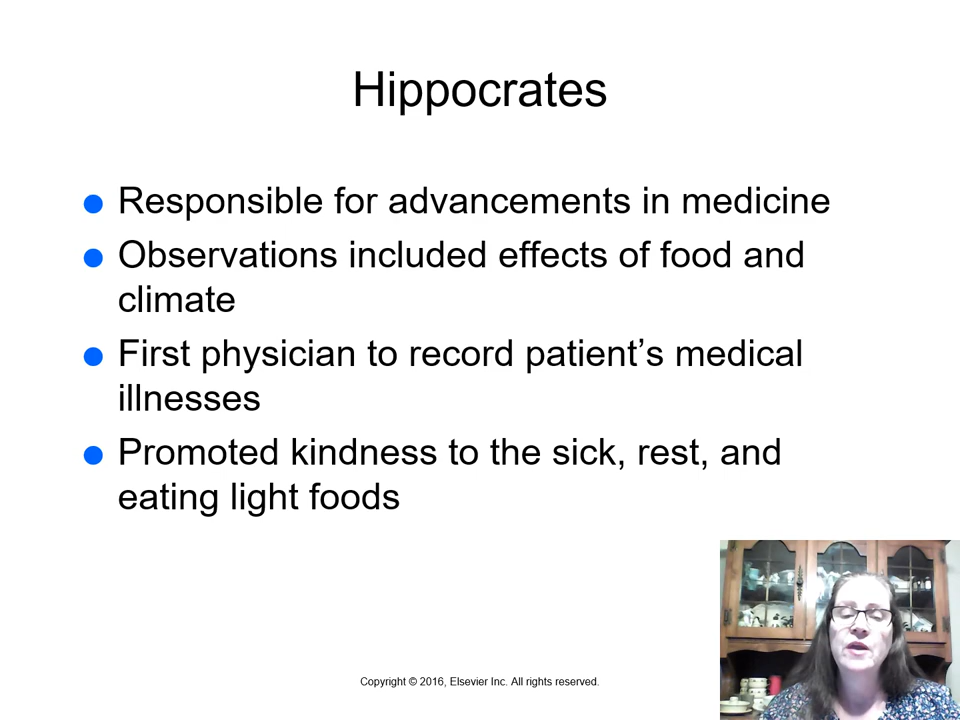 Hippocrates
Responsible for advancements in medicine
Observations included effects of food and
climate
First physician to record patient’s medical
illnesses
Promoted kindness to the sick, rest, and
eating light foods
Copyright © 2016, Elsevier Inc. All rights reserved.